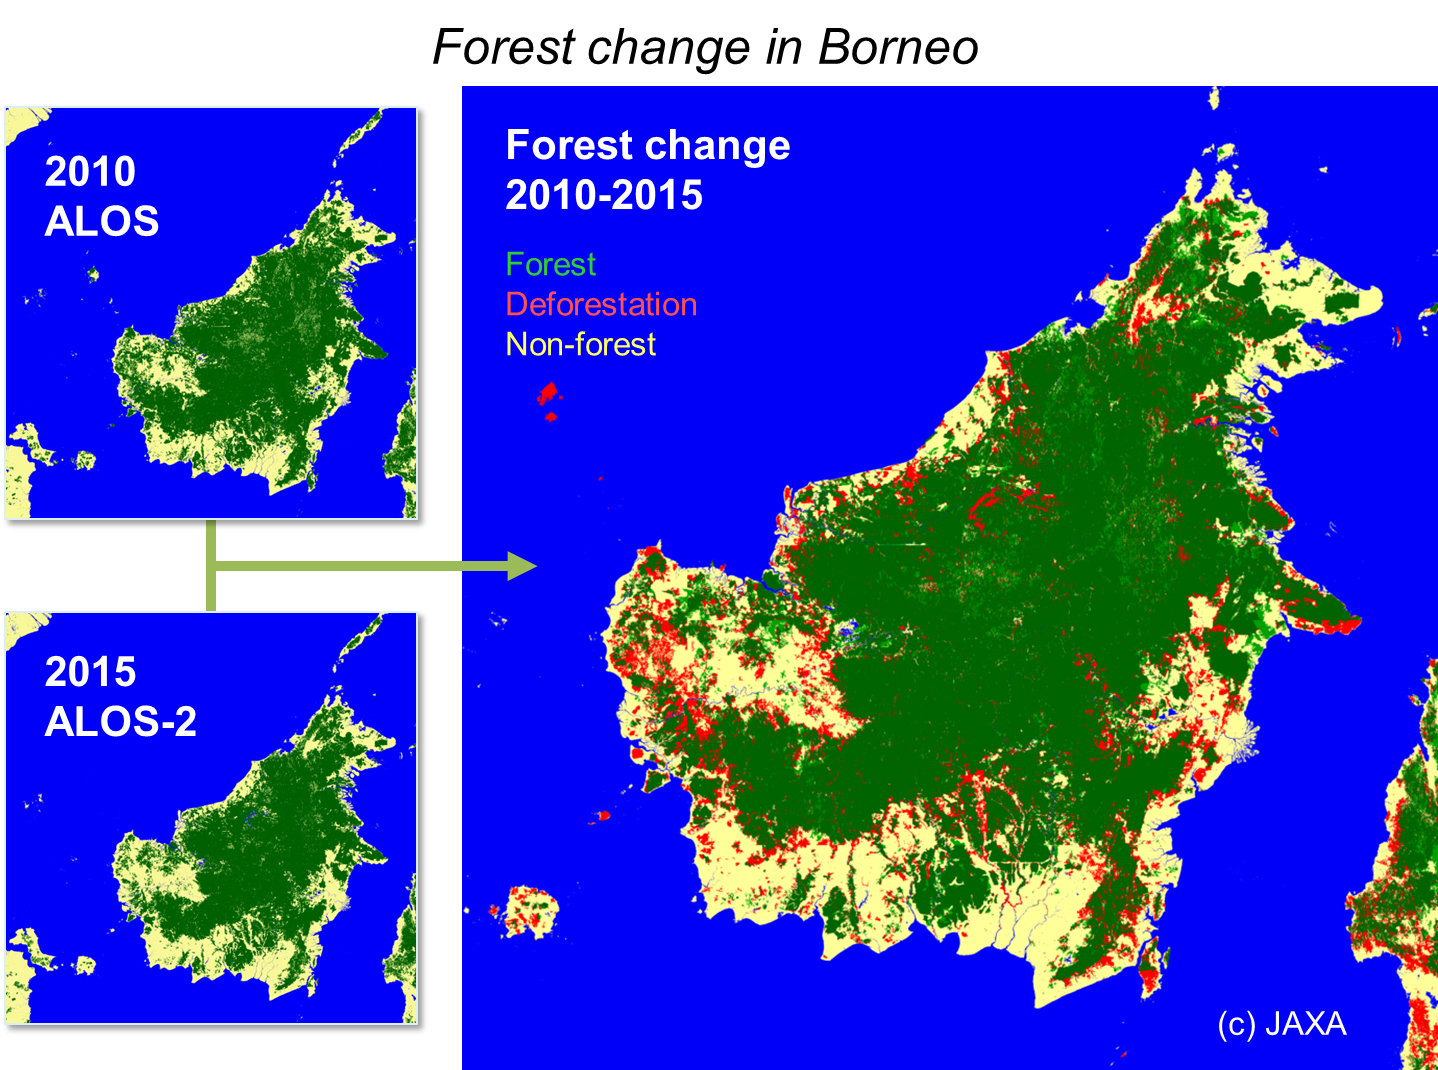 Forest change in Borneo
2010
ALOS
2015
ALOS-2
Forest change
2010-2015
Forest
Deforestation
Non-forest
(c) JAXA